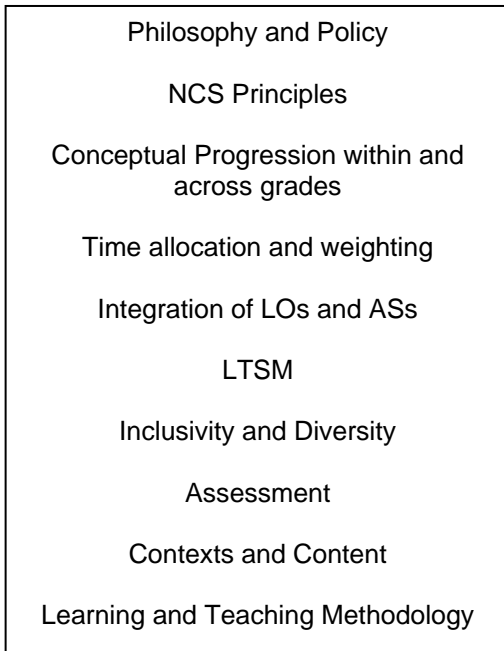 Philosophy and Policy
NCS Principles
Conceptual Progression within and
across grades
Time allocation and weighting
Integration of LOs and ASs
LTSM
Inclusivity and Diversity
Assessment
Contexts and Content
Learning and Teaching Methodology